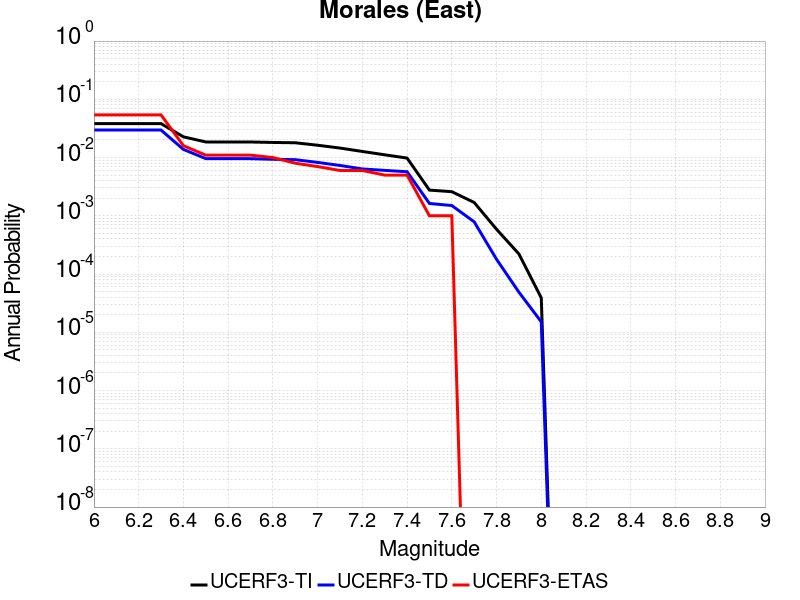 Morales (East)
10^0
10^-1
10^-2
10^-3
10^-4
10^-5
10^-6
10^-7
10^-8
Annual Probability
6 6.2 6.4 6.6 6.8 7 7.2 7.4 7.6 7.8 8 8.2 8.4 8.6 8.8 9
Magnitude
UCERF3-TI UCERF3-TD UCERF3-ETAS